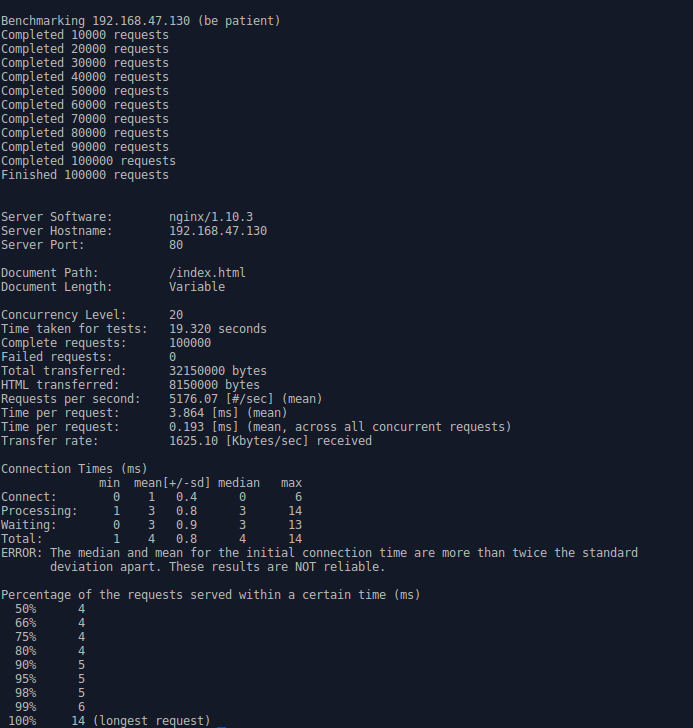 Benchmarking 192.168.47.130 (be patient)
Completed 10000 requests
Completed 20000 requests
Completed 30000 requests
Completed 40000 requests
Completed 50000 requests
Completed 60000 requests
Completed 70000 requests
Completed 80000 requests
Completed 90000 requests
Completed 100000 requests
Finished 100000 requests


Server Software:        nginx/1.10.3
Server Hostname:        192.168.47.130
Server Port:            80

Document Path:          /index.html
Document Length:        Variable

Concurrency Level:      20
Time taken for tests:   19.320 seconds
Complete requests:      100000
Failed requests:        0
Total transferred:      32150000 bytes
HTML transferred:       8150000 bytes
Requests per second:    5176.07 [#/sec] (mean)
Time per request:       3.864 [ms] (mean)
Time per request:       0.193 [ms] (mean, across all concurrent requests)
Transfer rate:          1625.10 [Kbytes/sec] received

Connection Times (ms)
              min  mean[+/-sd] median   max
Connect:        0    1   0.4      0       6
Processing:     1    3   0.8      3      14
Waiting:        0    3   0.9      3      13
Total:          1    4   0.8      4      14
ERROR: The median and mean for the initial connection time are more than twice the standard
       deviation apart. These results are NOT reliable.

Percentage of the requests served within a certain time (ms)
  50%      4
  66%      4
  75%      4
  80%      4
  90%      5
  95%      5
  98%      5
  99%      6
 100%     14 (longest request)